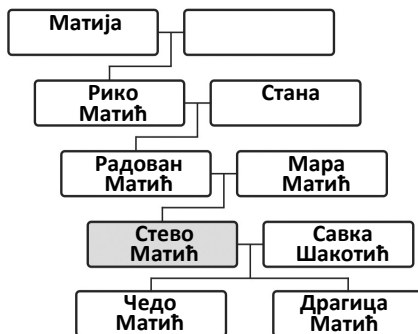 Матија
Рико
Матић
Стана
Радован
Матић
Мара
Матић
Стево
Матић
Савка
Шакотић
Чедо
Матић
Драгица
Матић